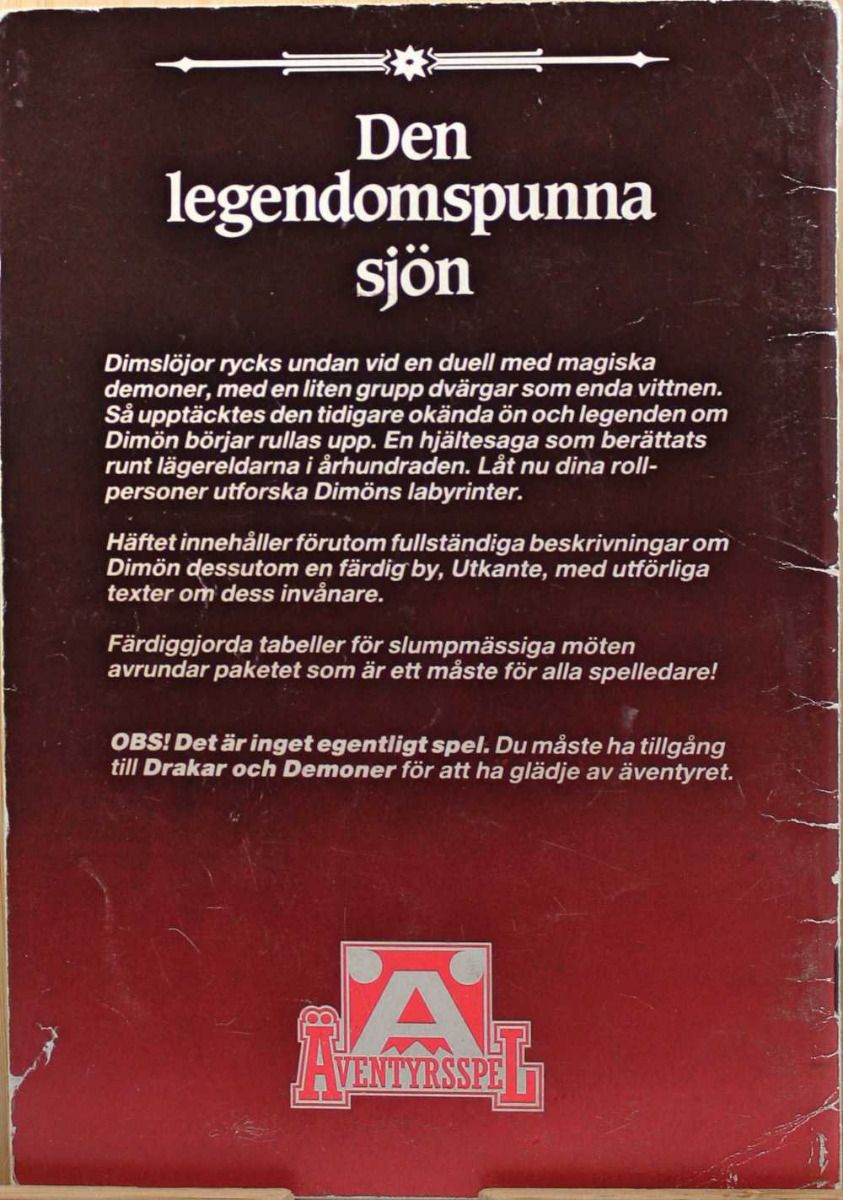 Den
legendomspunna
sjön
Dimslöjor rycks undan vid en duell med magiska
demoner, med en liten grupp dvärgar som enda vittnen.
Så upptäcktes den tidigare okända ön och legenden om
Dimön börjar rullas upp. En hjältesaga som berättats
runt lägereldarna i århundraden. Låt nu dina roll-
personer utforska Dimöns labyrinter.
Häftet innehåller förutom fullständiga beskrivningar om
Dimön dessutom en färdig by, Utkante, med utförliga
texter om dess invånare.
Färdiggjorda tabeller för slumpmässiga möten
avrundar paketet som är ett måste för alla spelledare!
OBS! Det är inget egentligt spel. Du måste ha tillgång
till Drakar och Demoner för att ha glädje av äventyret.
Ä
ÄVENTYRSSPEL